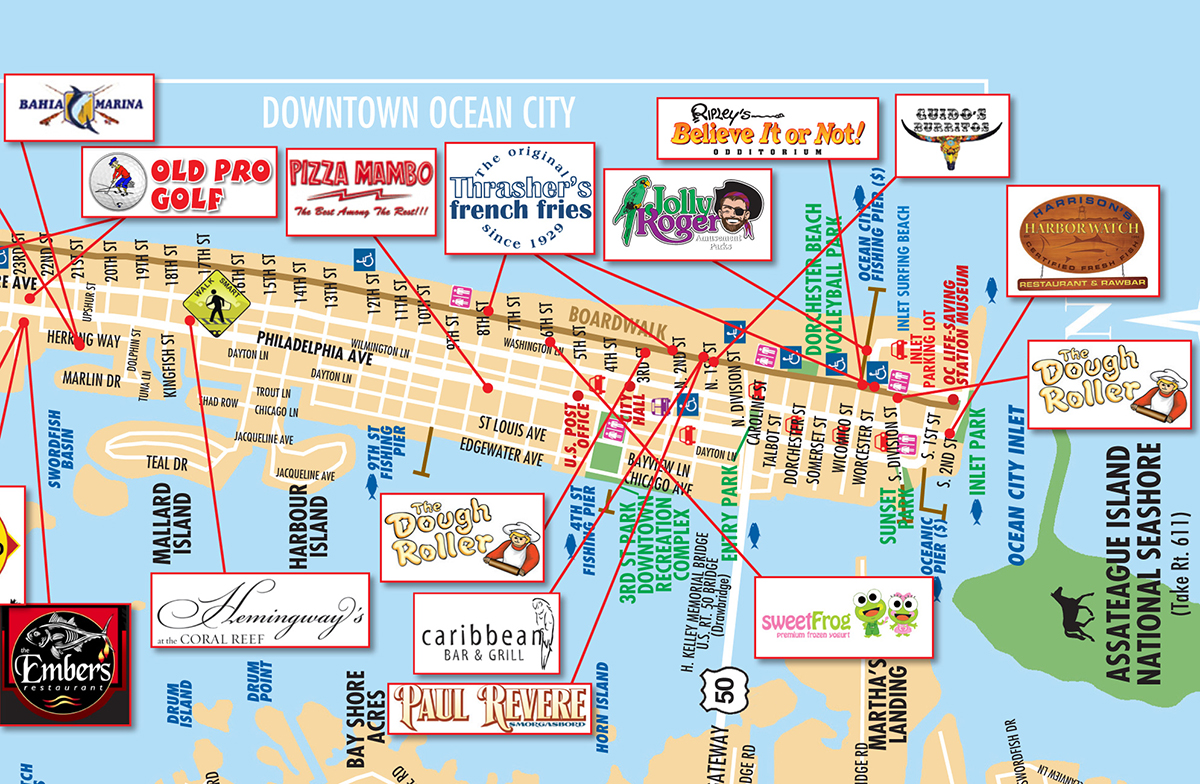 DOWNTOWN OCEAN CITY
BAHIA MARINA
OLD PRO
GOLF
PIZZA MAMBO
The Best Among The Rest!!!
The original
Thrasher's
french fries
since 1929
Ripley's
Believe It or Not!
ODDITORIUM
Jolly
Roger
Amusement
Parks
GUIDO'S
BURRITOS
HARRISON'S
HARBORWATCH
CERTIFIED FRESH FISH
RESTAURANT & RAWBAR
The
Dough
Roller
23RD ST
22ND ST
21ST ST
20TH ST
19TH ST
18TH ST
17TH ST
16TH ST
15TH ST
14TH ST
13TH ST
12TH ST
11TH ST
10TH ST
9TH ST
8TH ST
7TH ST
6TH ST
5TH ST
4TH ST
3RD ST
N. 2ND ST
N. 1ST ST
N. DIVISION ST
CAROLINE ST
TALBOT ST
DORCHESTER ST
SOMERSET ST
WICOMICO ST
WORCESTER ST
S. DIVISION ST
S. 1ST ST
S. 2ND ST
BOARDWALK
WALK SMART
RE AVE
UPSHUR ST
HERRING WAY
MARLIN DR
DOLPHIN ST
TUNA LN
KINGFISH ST
SHAD ROW
PHILADELPHIA AVE
WILMINGTON LN
WASHINGTON LN
DAYTON LN
DAYTON LN
DAYTON LN
TROUT LN
CHICAGO LN
JACQUELINE AVE
JACQUELINE AVE
TEAL DR
ST LOUIS AVE
EDGEWATER AVE
BAYVIEW LN
CHICAGO AVE
U.S. POST
OFFICE
CITY
HALL
DORCHESTER BEACH
VOLLEYBALL PARK
OCEAN CITY
FISHING PIER ($)
INLET SURFING BEACH
INLET
PARKING LOT
OC LIFE-SAVING
STATION MUSEUM
N
SWORDFISH
BASIN
MALLARD
ISLAND
HARBOUR
ISLAND
9TH ST
FISHING
PIER
4TH ST
FISHING PIER
3RD ST PARK/
DOWNTOWN
RECREATION
COMPLEX
ENTRY PARK
SUNSET
PARK
OCEANIC
PIER ($)
INLET PARK
OCEAN CITY INLET
ASSATEAGUE ISLAND
NATIONAL SEASHORE
(Take Rt. 611)
H. KELLEY MEMORIAL BRIDGE
U.S. RT. 50 BRIDGE
(Drawbridge)
The
Dough
Roller
Hemingway's
at the CORAL REEF
caribbean
BAR & GRILL
sweetFrog
premium frozen yogurt
the
Embers
restaurant
PAUL REVERE
SMORGASBORD
50
DRUM
ISLAND
DRUM
POINT
BAY SHORE
ACRES
HORN ISLAND
MARTHA'S
LANDING
ATEWAY
DGE RD
DGE RD
SWORDFISH DR